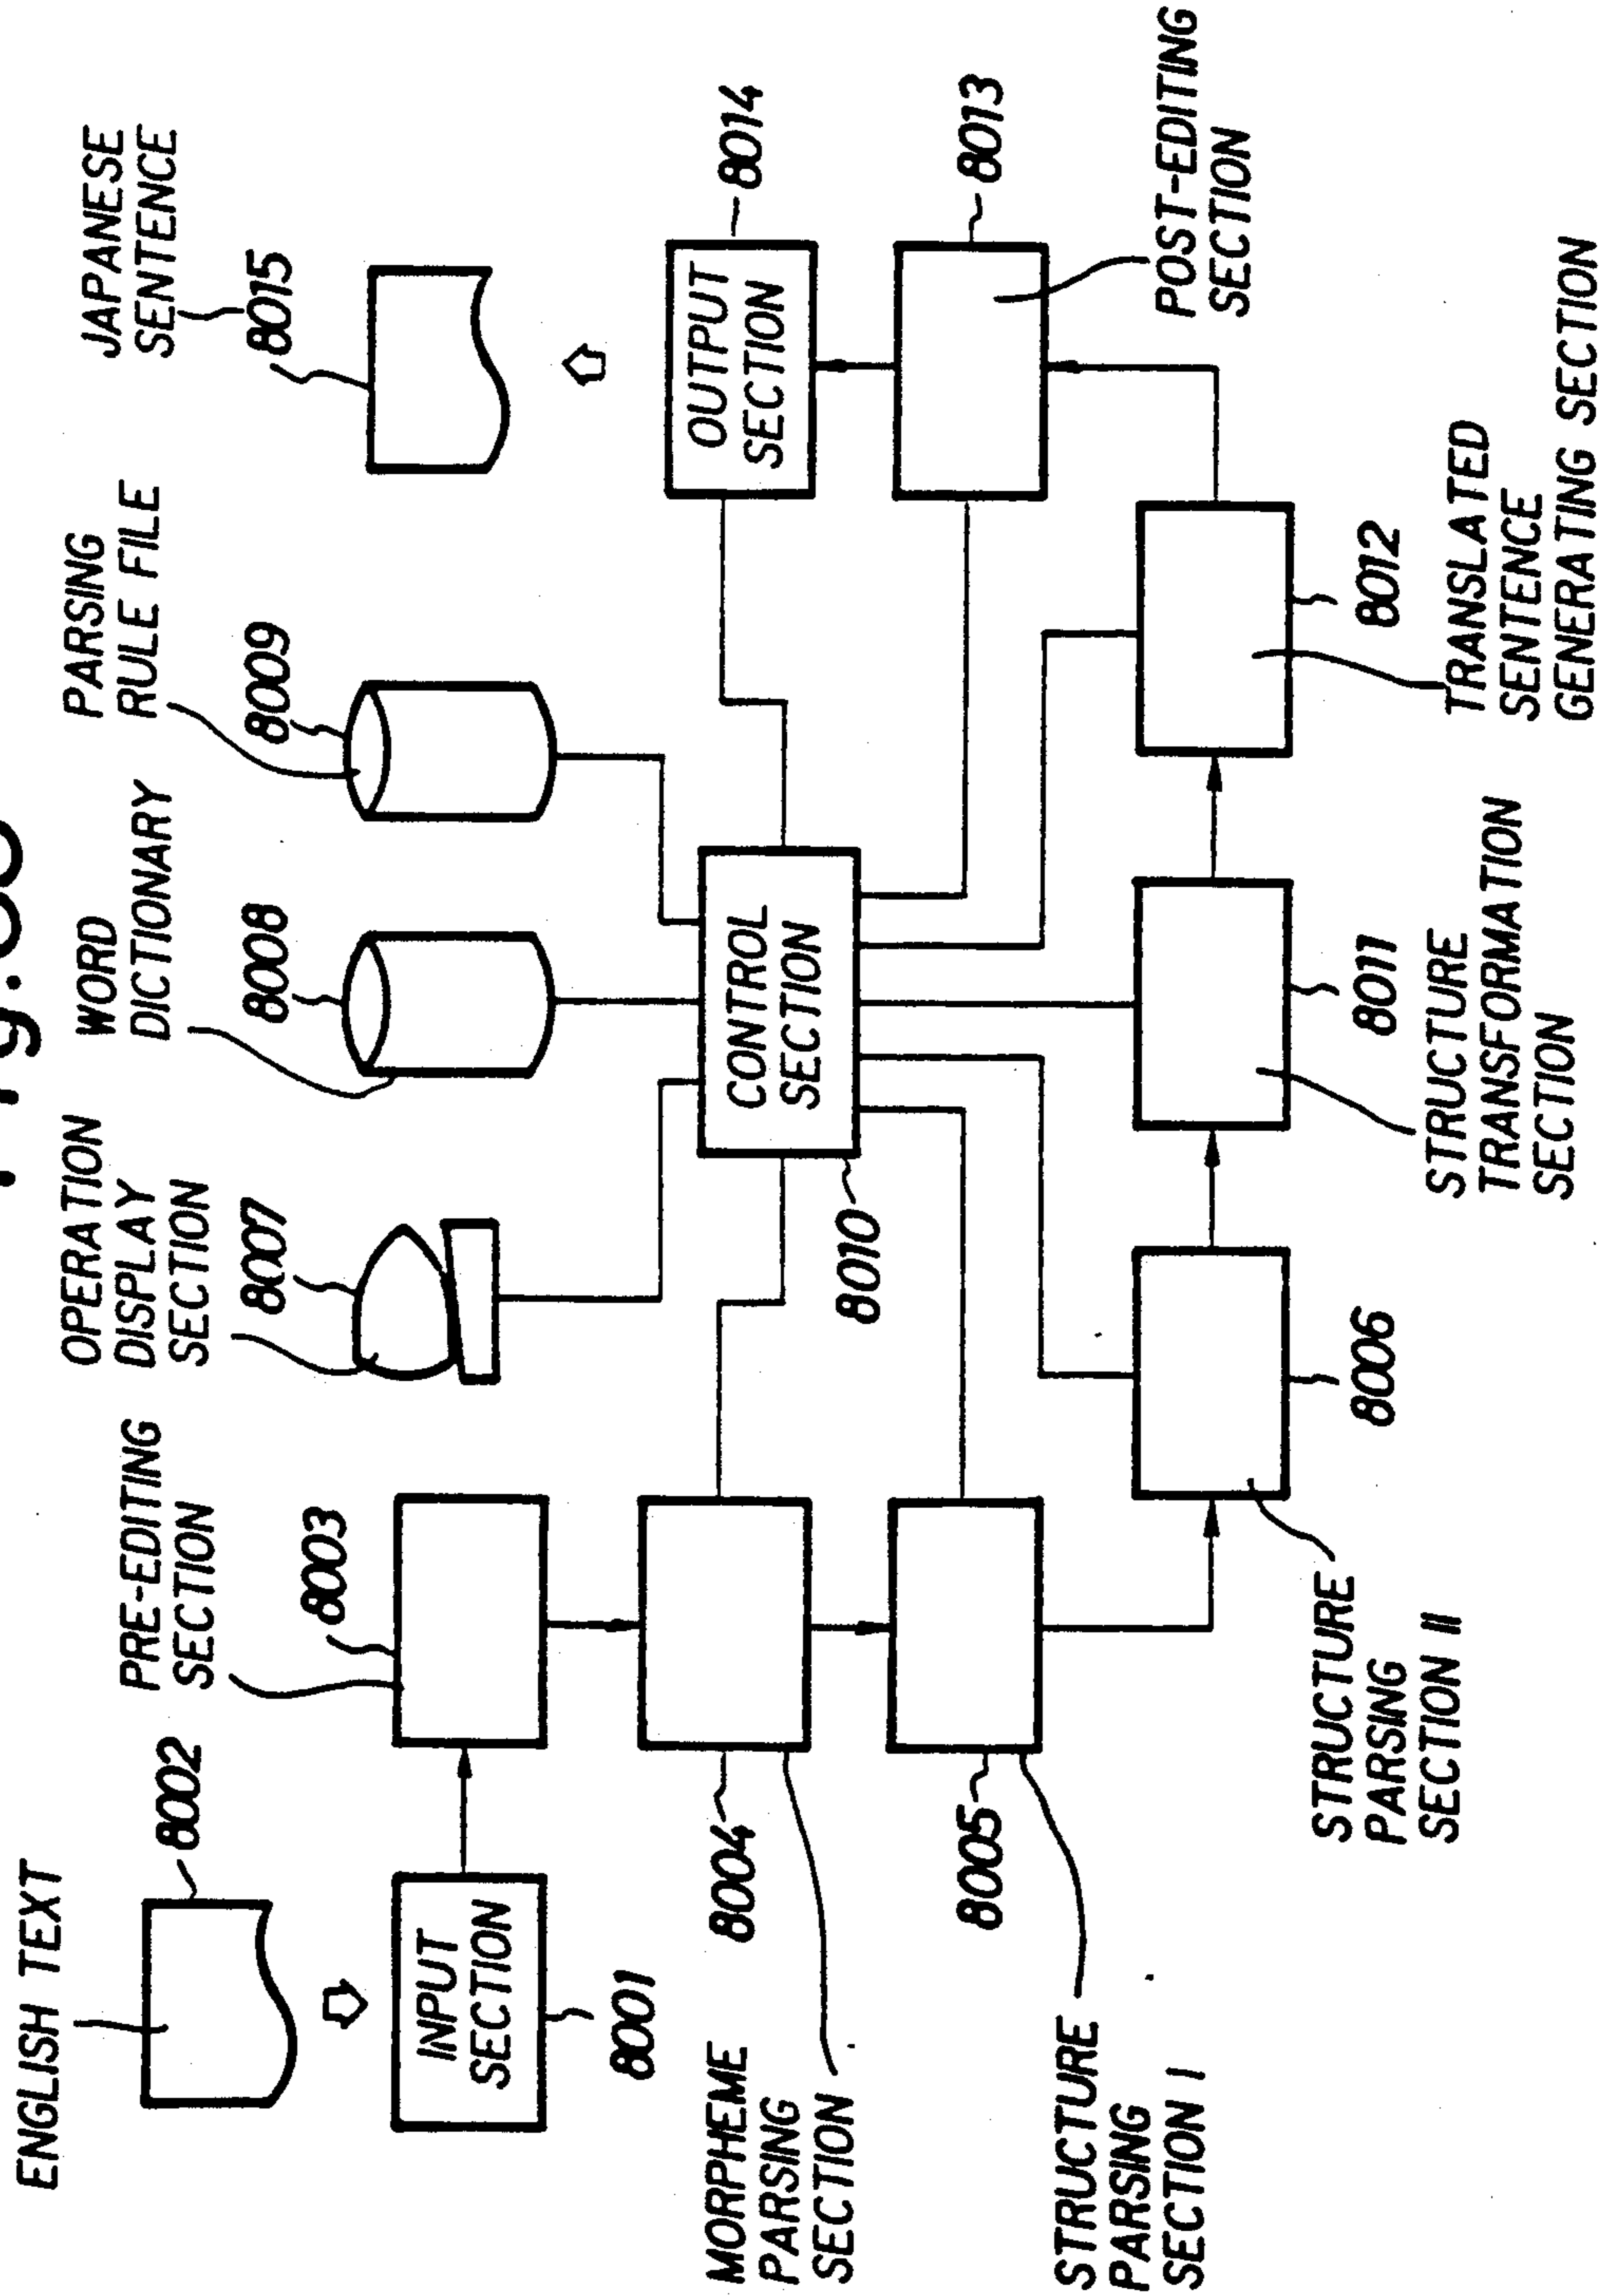 ENGLISH TEXT
8002
INPUT
SECTION
8001
PRE-EDITING
SECTION
8003
MORPHEME
PARSING
SECTION
8004
STRUCTURE
PARSING
SECTION I
8005
STRUCTURE
PARSING
SECTION II
8006
OPERATION
DISPLAY
SECTION
8007
WORD
DICTIONARY
8008
PARSING
RULE FILE
8009
CONTROL
SECTION
8010
STRUCTURE
TRANSFORMATION
SECTION
8011
TRANSLATED
SENTENCE
GENERATING SECTION
8012
POST-EDITING
SECTION
8013
OUTPUT
SECTION
8014
JAPANESE
SENTENCE
8015